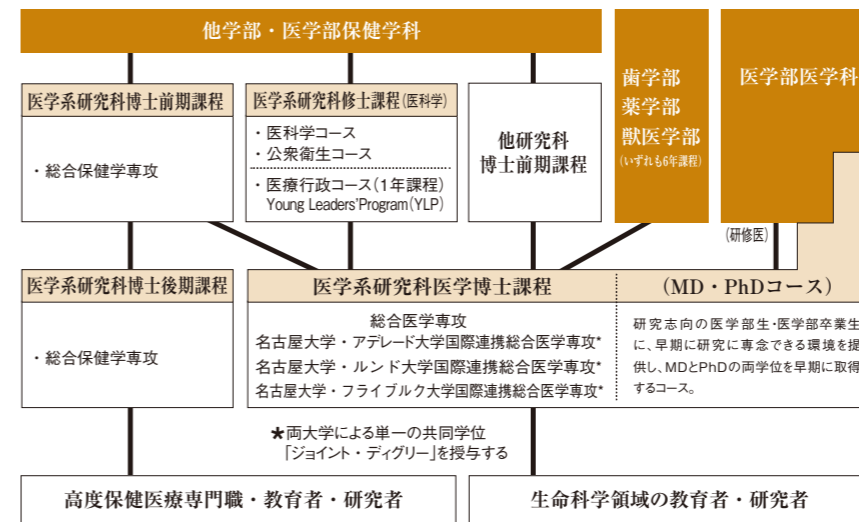 他学部・医学部保健学科
歯学部
薬学部
獣医学部
(いずれも6年課程)
医学部医学科
医学系研究科博士前期課程
・総合保健学専攻
医学系研究科修士課程(医科学)
・医科学コース
・公衆衛生コース
・医療行政コース(1年課程)
Young Leaders'Program(YLP)
他研究科
博士前期課程
(研修医)
医学系研究科博士後期課程
・総合保健学専攻
医学系研究科医学博士課程
総合医学専攻
名古屋大学・アデレード大学国際連携総合医学専攻*
名古屋大学・ルンド大学国際連携総合医学専攻*
名古屋大学・フライブルク大学国際連携総合医学専攻*
(MD・PhDコース)
研究志向の医学部生・医学部卒業生
に、早期に研究に専念できる環境を提
供し、MDとPhDの両学位を早期に取得
するコース。
★両大学による単一の共同学位
「ジョイント・ディグリー」を授与する
高度保健医療専門職・教育者・研究者
生命科学領域の教育者・研究者